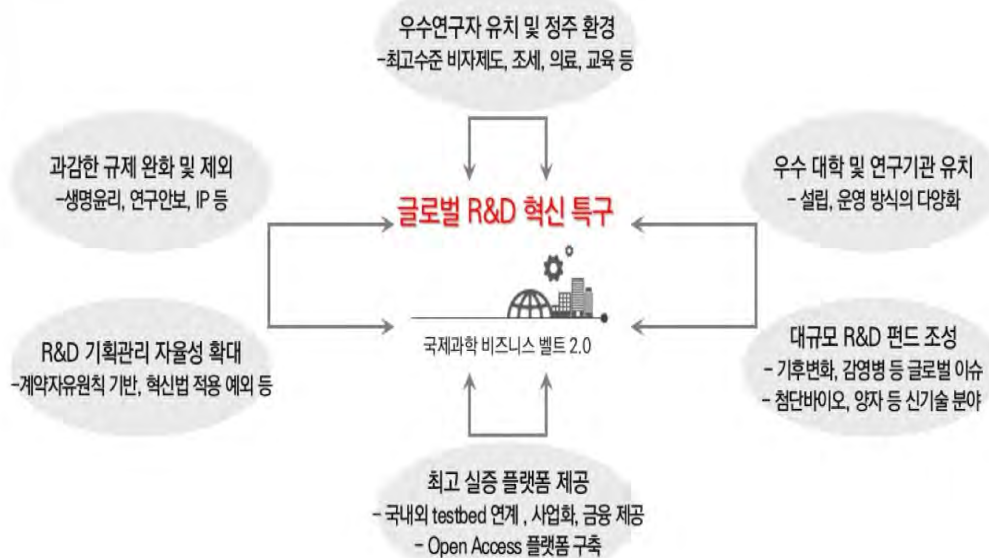 우수연구자 유치 및 정주 환경
-최고수준 비자제도, 조세, 의료, 교육 등
과감한 규제 완화 및 제외
-생명윤리, 연구안보, IP 등
우수 대학 및 연구기관 유치
- 설립, 운영 방식의 다양화
글로벌 R&D 혁신 특구
국제과학 비즈니스 벨트 2.0
R&D 기획관리 자율성 확대
-계약자유원칙 기반, 혁신법 적용 예외 등
대규모 R&D 펀드 조성
- 기후변화, 감영병 등 글로벌 이슈
- 첨단바이오, 양자 등 신기술 분야
최고 실증 플랫폼 제공
- 국내외 testbed 연계 , 사업화, 금융 제공
- Open Access 플랫폼 구축